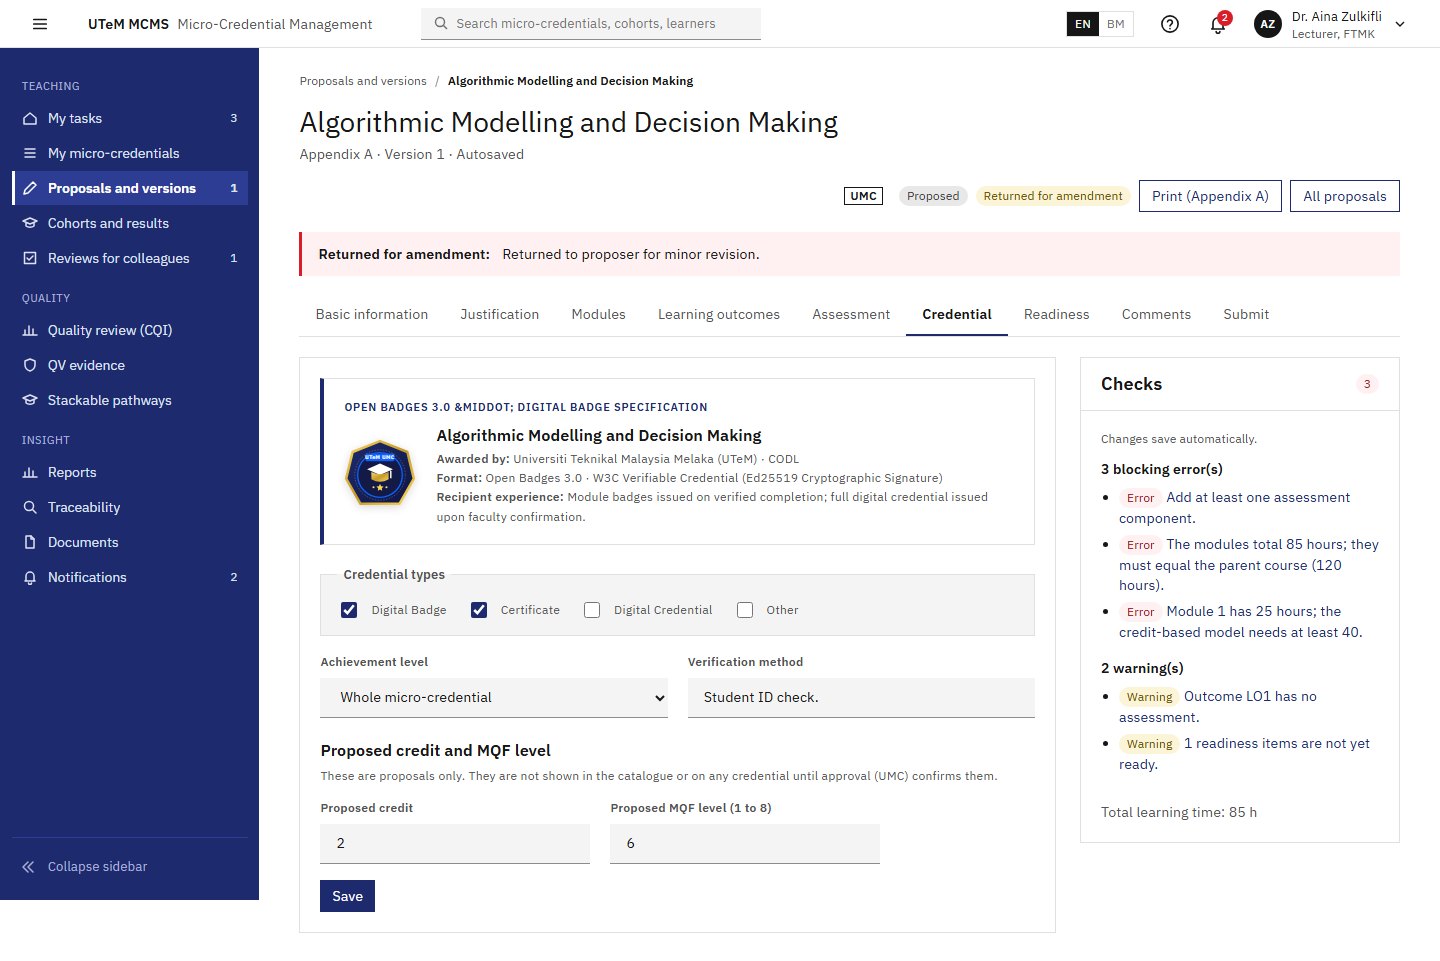 UTeM MCMS Micro-Credential Management
Search micro-credentials, cohorts, learners
EN BM
2
AZ
Dr. Aina Zulkifli
Lecturer, FTMK
TEACHING
My tasks 3
My micro-credentials
Proposals and versions 1
Cohorts and results
Reviews for colleagues 1
QUALITY
Quality review (CQI)
QV evidence
Stackable pathways
INSIGHT
Reports
Traceability
Documents
Notifications 2
Collapse sidebar
Proposals and versions / Algorithmic Modelling and Decision Making
Algorithmic Modelling and Decision Making
Appendix A · Version 1 · Autosaved
UMC Proposed Returned for amendment Print (Appendix A) All proposals
Returned for amendment: Returned to proposer for minor revision.
Basic information Justification Modules Learning outcomes Assessment Credential Readiness Comments Submit
OPEN BADGES 3.0 &MIDDOT; DIGITAL BADGE SPECIFICATION
UTeM UMC
Algorithmic Modelling and Decision Making
Awarded by: Universiti Teknikal Malaysia Melaka (UTeM) · CODL
Format: Open Badges 3.0 · W3C Verifiable Credential (Ed25519 Cryptographic Signature)
Recipient experience: Module badges issued on verified completion; full digital credential issued
upon faculty confirmation.
Credential types
Digital Badge Certificate Digital Credential Other
Achievement level Verification method
Whole micro-credential Student ID check.
Proposed credit and MQF level
These are proposals only. They are not shown in the catalogue or on any credential until approval (UMC) confirms them.
Proposed credit Proposed MQF level (1 to 8)
2 6
Save
Checks 3
Changes save automatically.
3 blocking error(s)
Error Add at least one assessment
component.
Error The modules total 85 hours; they
must equal the parent course (120
hours).
Error Module 1 has 25 hours; the
credit-based model needs at least 40.
2 warning(s)
Warning Outcome LO1 has no
assessment.
Warning 1 readiness items are not yet
ready.
Total learning time: 85 h